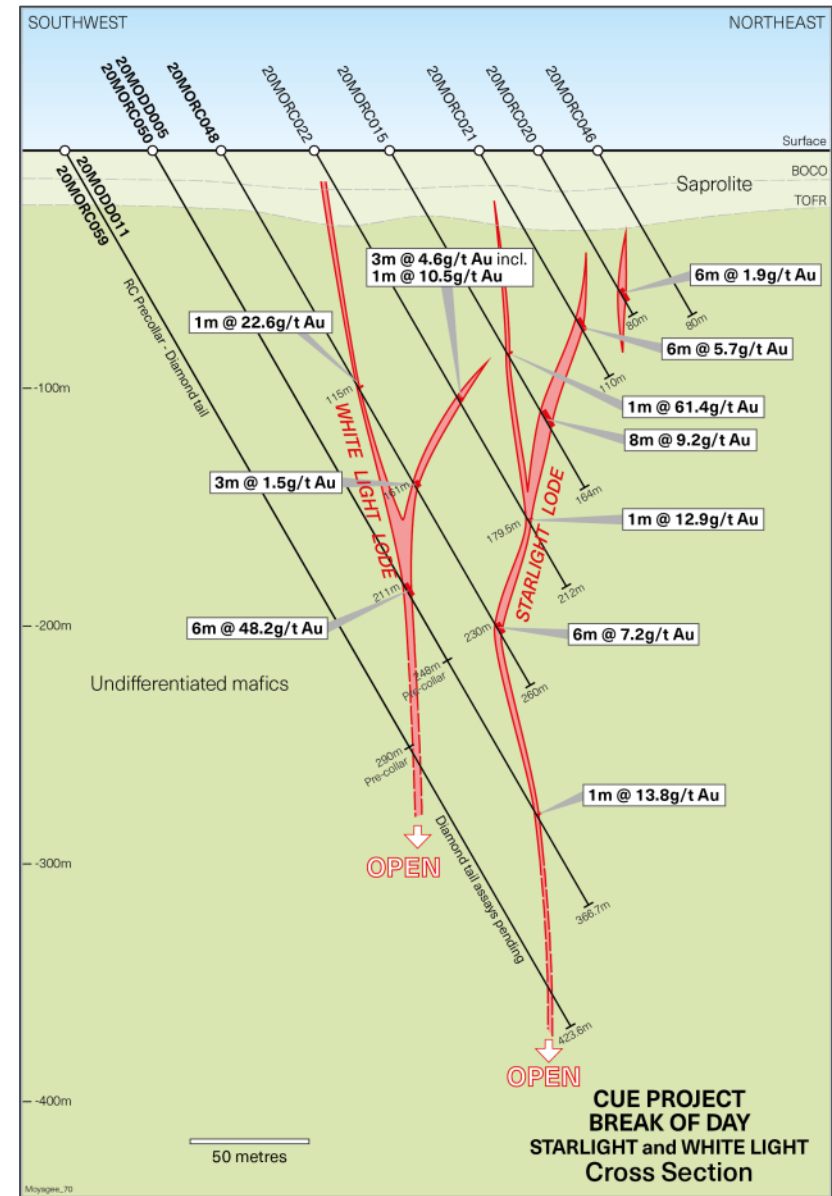 SOUTHWEST
NORTHEAST
20MORC059
20MODD011
20MORC050
20MODD005
20MORC048
20MORC022
20MORC015
20MORC021
20MORC020
20MORC046
Surface
BOCO
Saprolite
TOFR
3m @ 4.6g/t Au incl.
1m @ 10.5g/t Au
6m @ 1.9g/t Au
1m @ 22.6g/t Au
RC Precollar - Diamond tail
80m
80m
6m @ 5.7g/t Au
110m
-100m
115m
1m @ 61.4g/t Au
WHITE LIGHT LODE
8m @ 9.2g/t Au
3m @ 1.5g/t Au
161m
164m
STARLIGHT LODE
179.5m
1m @ 12.9g/t Au
211m
212m
-200m
6m @ 48.2g/t Au
230m
6m @ 7.2g/t Au
248m
Pre-collar
260m
Undifferentiated mafics
290m
Pre-collar
1m @ 13.8g/t Au
OPEN
-300m
Diamond tail assays pending
366.7m
423.6m
OPEN
-400m
CUE PROJECT
BREAK OF DAY
STARLIGHT and WHITE LIGHT
Cross Section
50 metres
Moyagee_70